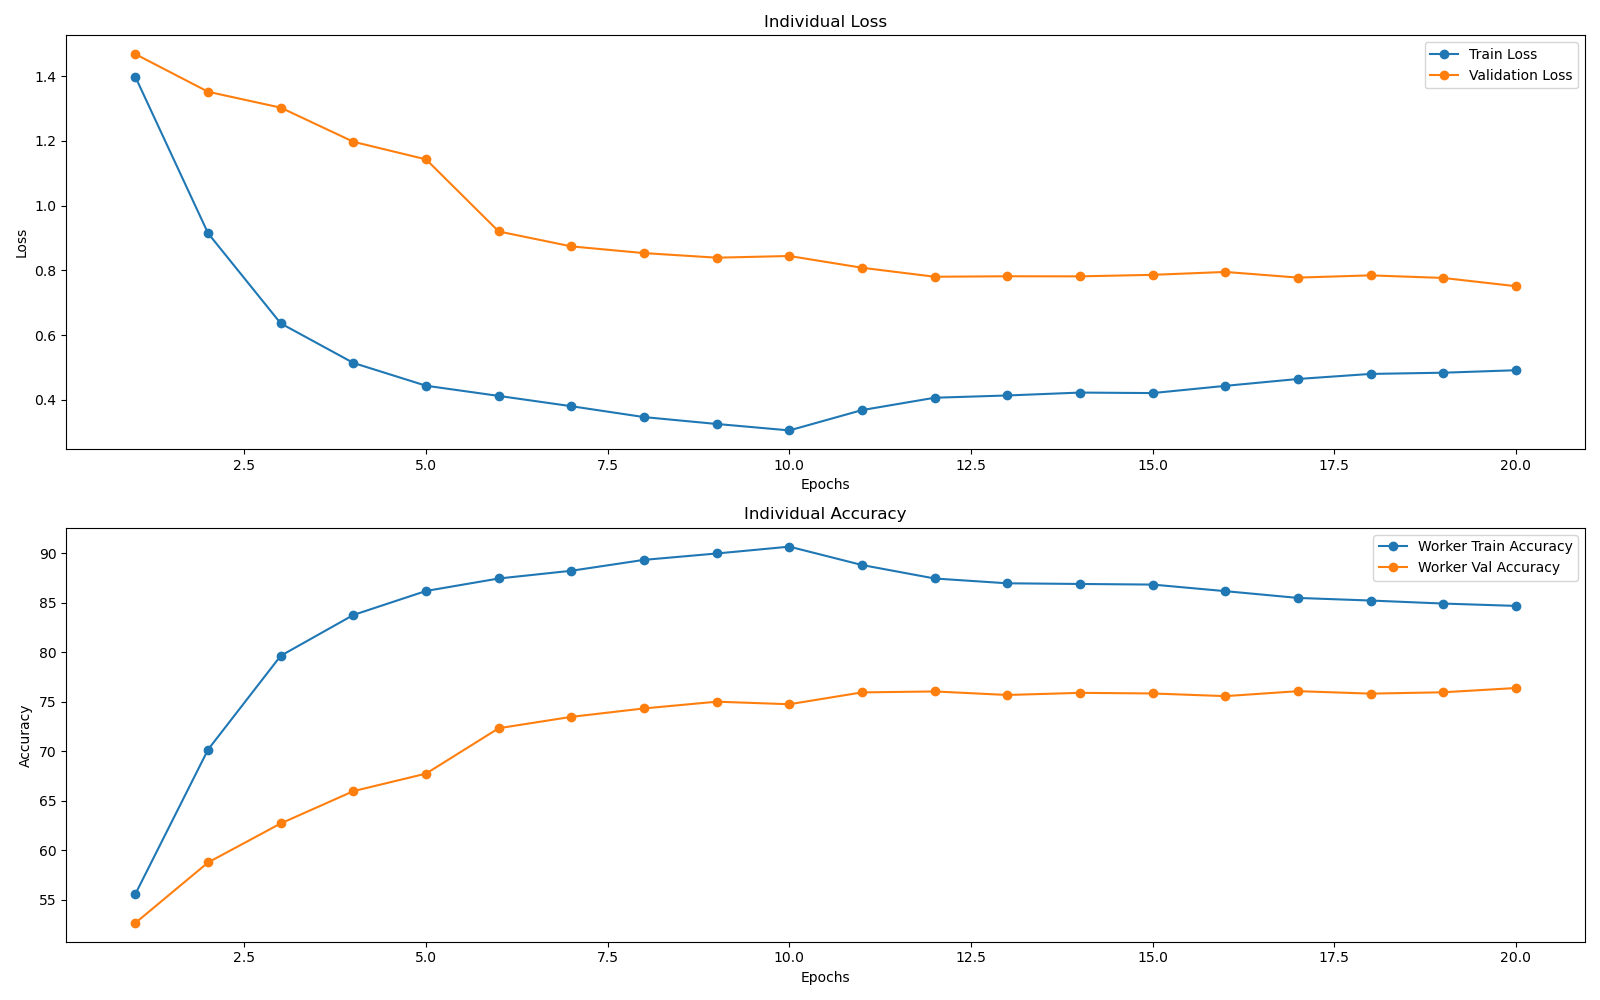 Individual Loss
Train Loss
Validation Loss
1.4
1.2
1.0
0.8
0.6
0.4
Loss
2.5 5.0 7.5 10.0 12.5 15.0 17.5 20.0
Epochs
Individual Accuracy
Worker Train Accuracy
Worker Val Accuracy
90
85
80
75
70
65
60
55
Accuracy
2.5 5.0 7.5 10.0 12.5 15.0 17.5 20.0
Epochs